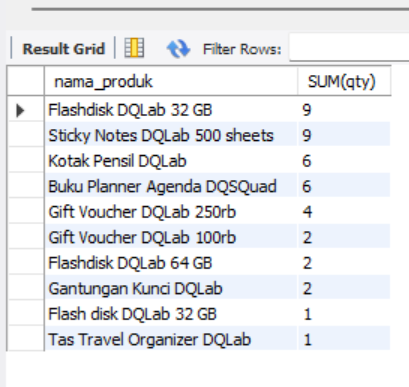 Result Grid Filter Rows:
nama_produk SUM(qty)
Flashdisk DQLab 32 GB 9
Sticky Notes DQLab 500 sheets 9
Kotak Pensil DQLab 6
Buku Planner Agenda DQSQuad 6
Gift Voucher DQLab 250rb 4
Gift Voucher DQLab 100rb 2
Flashdisk DQLab 64 GB 2
Gantungan Kunci DQLab 2
Flash disk DQLab 32 GB 1
Tas Travel Organizer DQLab 1